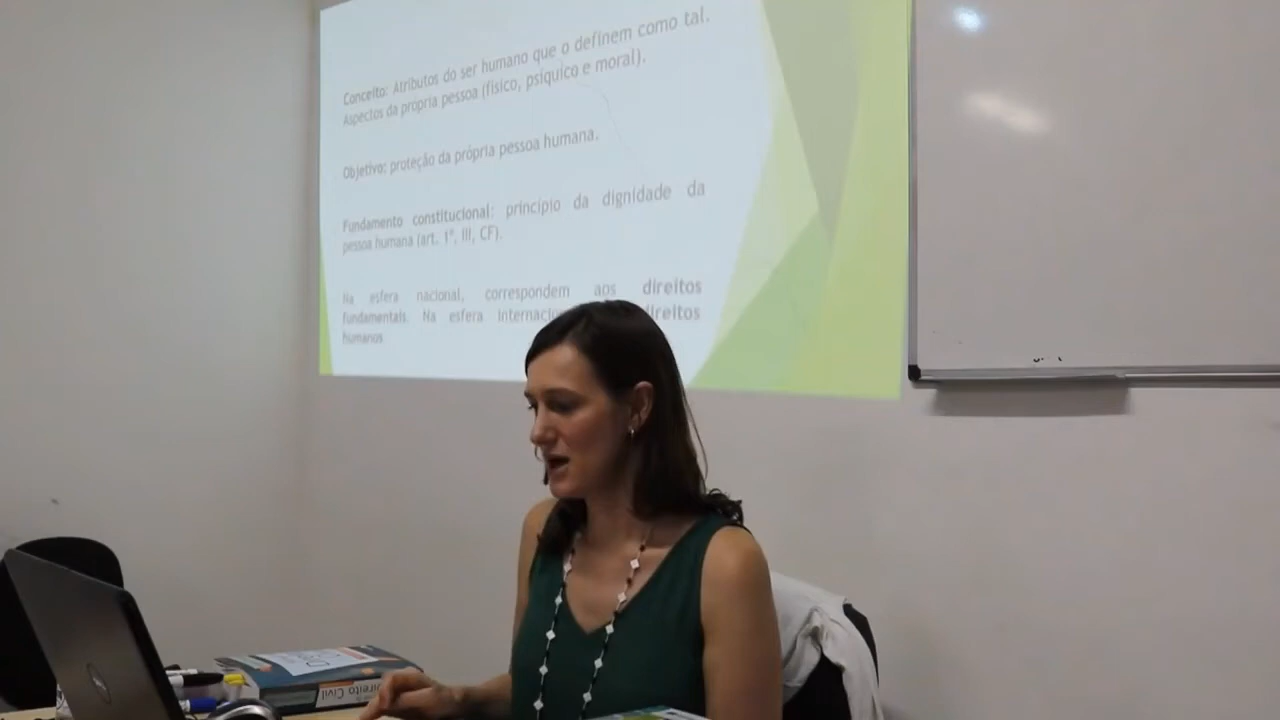 Conceito: Atributos do ser humano que o definem como tal.
Aspectos da própria pessoa (físico, psíquico e moral).
Objetivo: proteção da própria pessoa humana.
Fundamento constitucional: princípio da dignidade da
pessoa humana (art. 1º, III, CF).
Na esfera nacional, correspondem aos direitos
fundamentais. Na esfera internacio direitos
humanos
Direito Civil